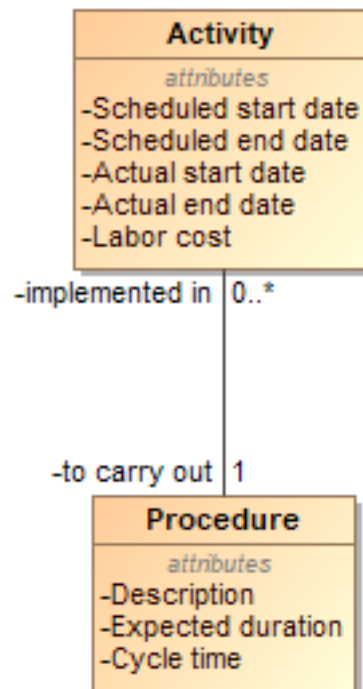 Activity
attributes
-Scheduled start date
-Scheduled end date
-Actual start date
-Actual end date
-Labor cost
-implemented in 0..*
-to carry out 1
Procedure
attributes
-Description
-Expected duration
-Cycle time